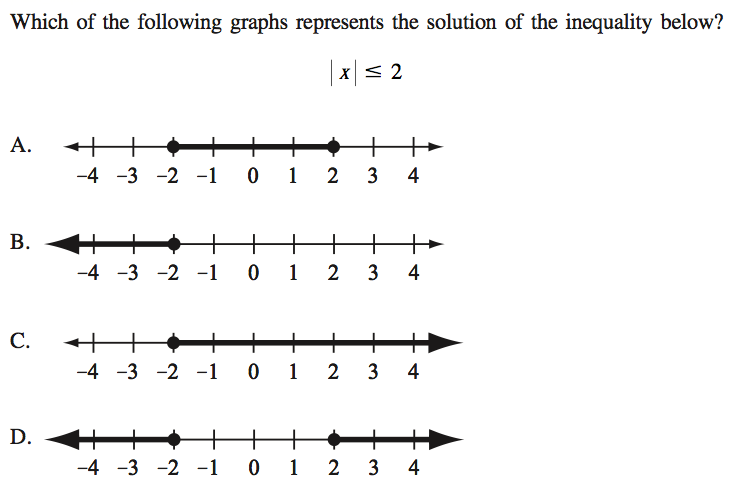 Which of the following graphs represents the solution of the inequality below?
|x| ≤ 2
A.
–4 –3 –2 –1 0 1 2 3 4
B.
–4 –3 –2 –1 0 1 2 3 4
C.
–4 –3 –2 –1 0 1 2 3 4
D.
–4 –3 –2 –1 0 1 2 3 4